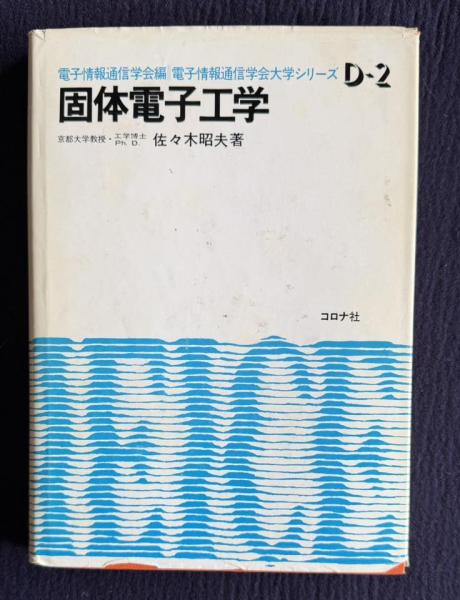 電子情報通信学会編 電子情報通信学会大学シリーズ D-2
固体電子工学
京都大学教授・工学博士 Ph. D. 佐々木昭夫著
コロナ社